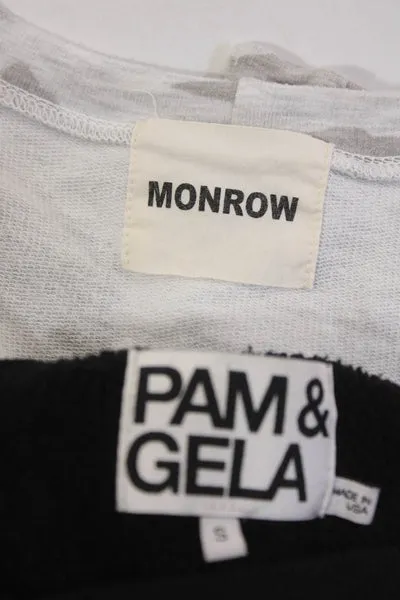 MONROW
PAM &
GELA
MADE IN
USA
S